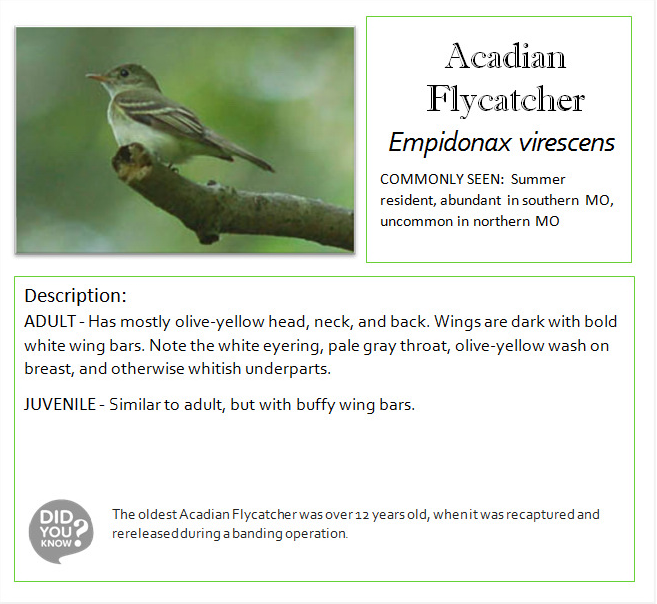 Acadian
Flycatcher
Empidonax virescens
COMMONLY SEEN: Summer
resident, abundant in southern MO,
uncommon in northern MO
Description:
ADULT - Has mostly olive-yellow head, neck, and back. Wings are dark with bold
white wing bars. Note the white eyering, pale gray throat, olive-yellow wash on
breast, and otherwise whitish underparts.
JUVENILE - Similar to adult, but with buffy wing bars.
DID
YOU
KNOW?
The oldest Acadian Flycatcher was over 12 years old, when it was recaptured and
rereleased during a banding operation.